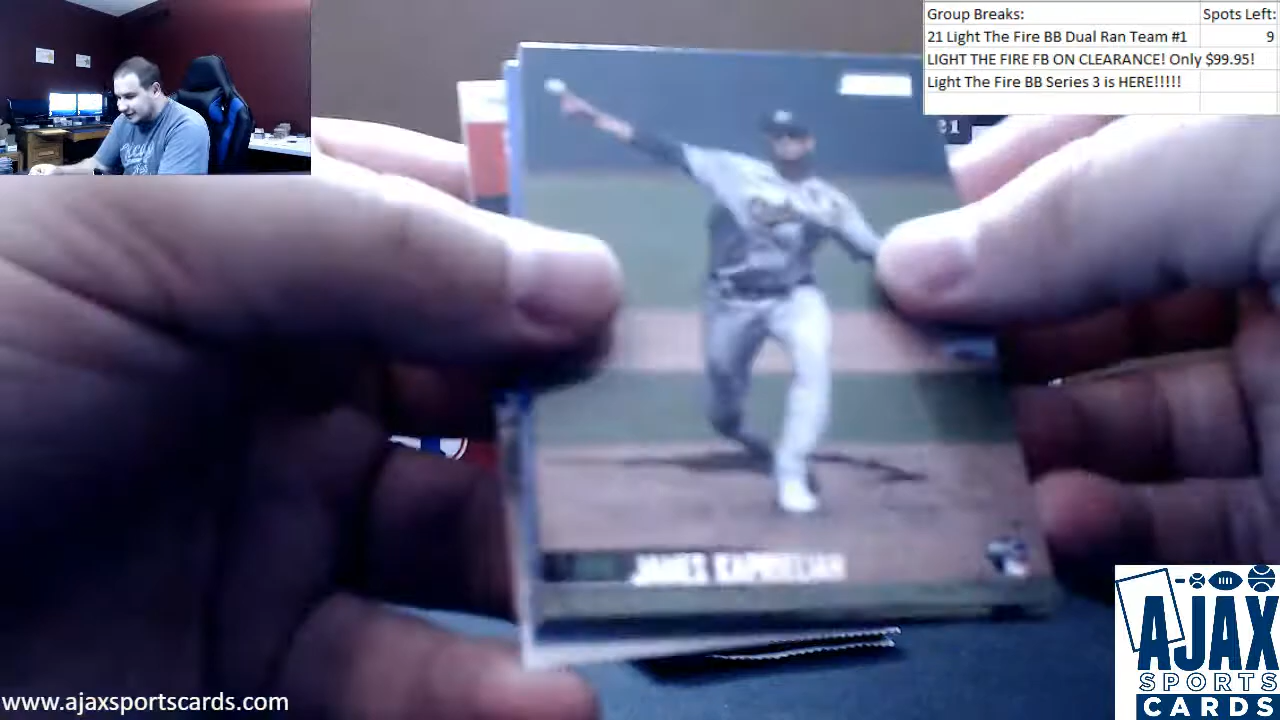 Group Breaks: Spots Left:
21 Light The Fire BB Dual Ran Team #1 9
LIGHT THE FIRE FB ON CLEARANCE! Only $99.95!
Light The Fire BB Series 3 is HERE!!!!!
21
JAMES KAPRIELIAN
AJAX
SPORTS
CARDS
www.ajaxsportscards.com